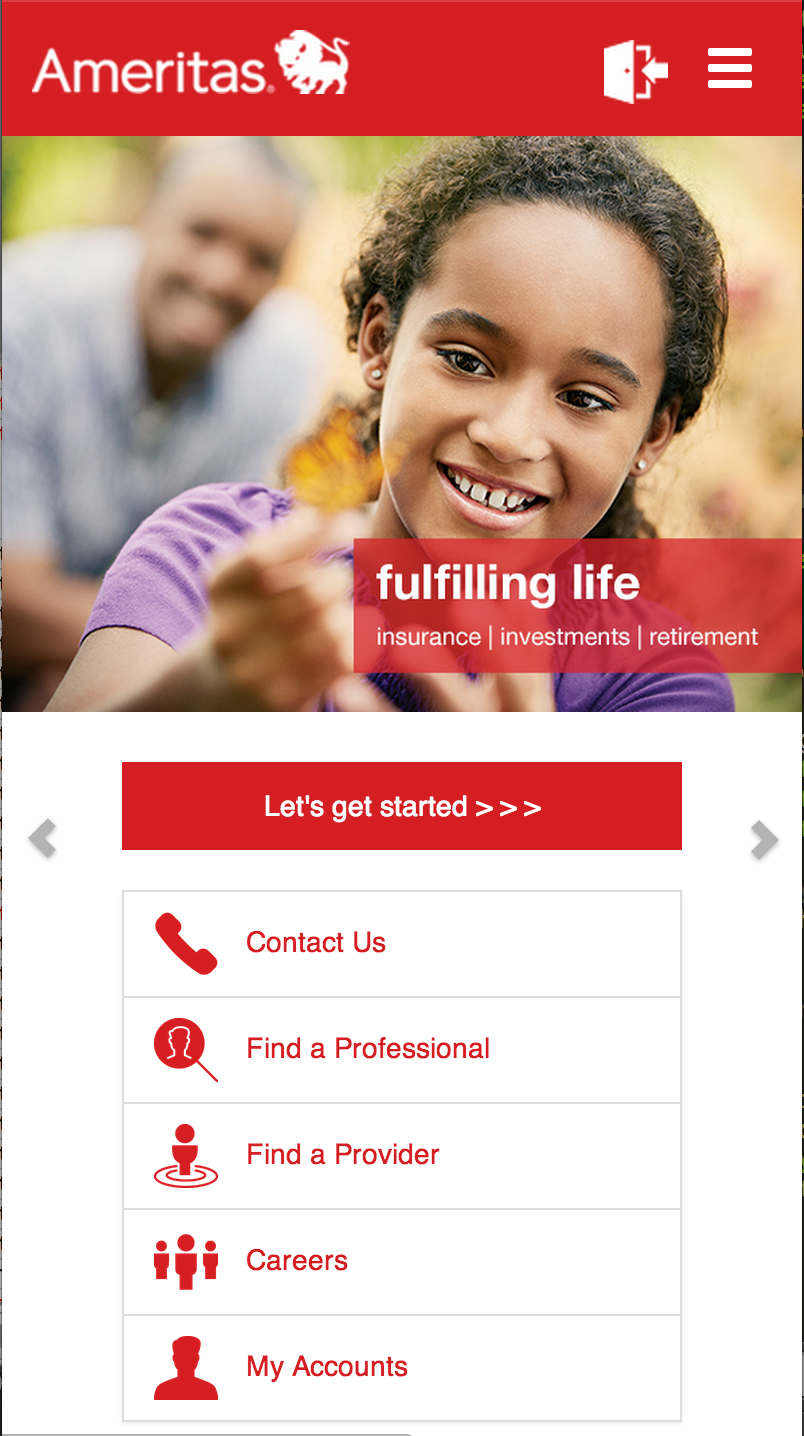 Ameritas®
fulfilling life
insurance | investments | retirement
Let's get started > > >
Contact Us
Find a Professional
Find a Provider
Careers
My Accounts